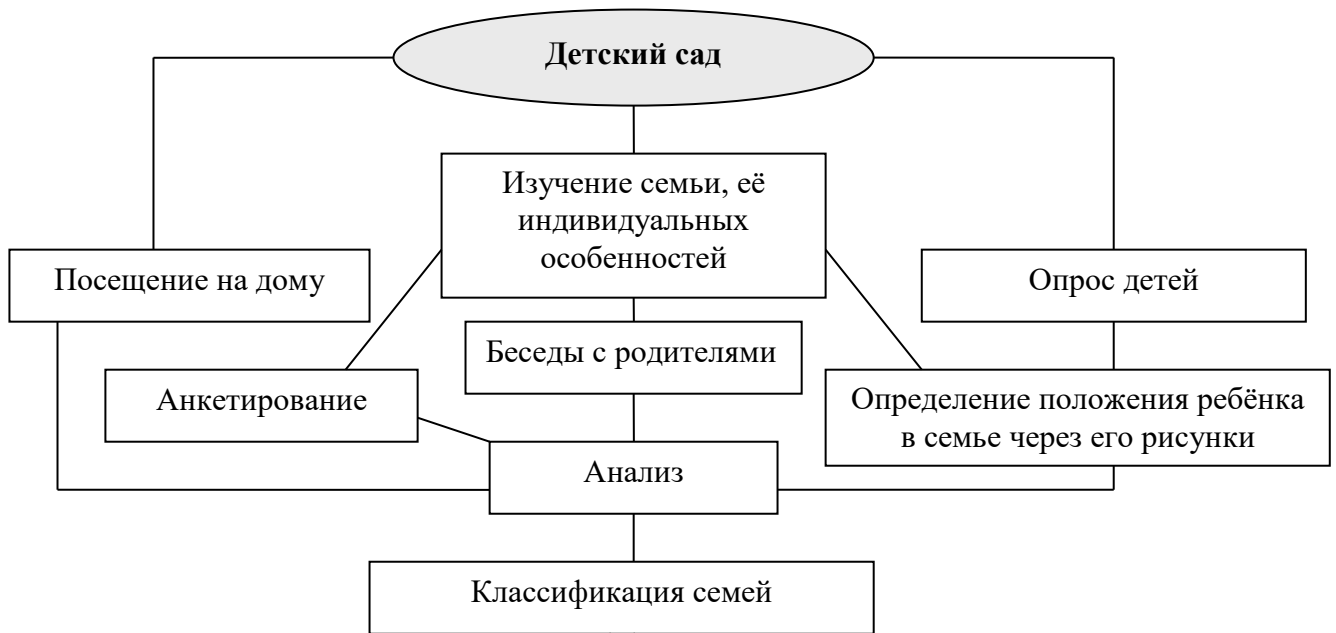 Детский сад
Изучение семьи, её
индивидуальных
особенностей
Посещение на дому
Опрос детей
Беседы с родителями
Анкетирование
Определение положения ребёнка
в семье через его рисунки
Анализ
Классификация семей